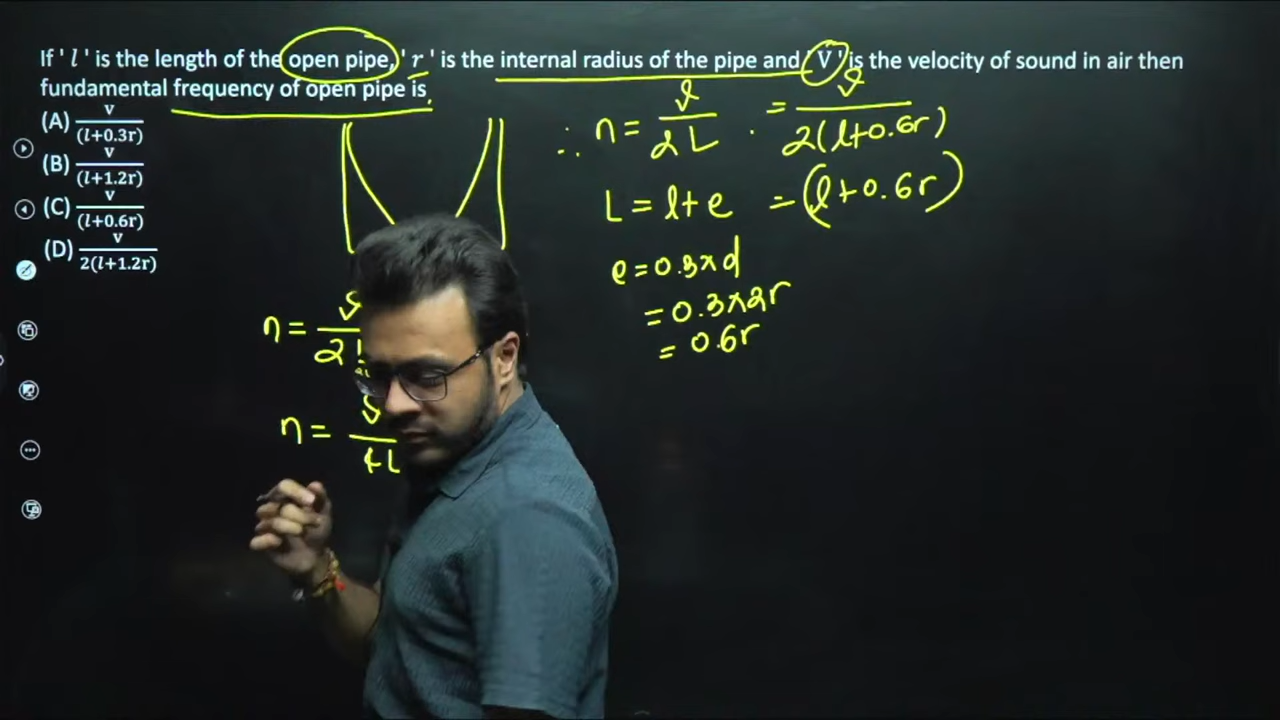 If ' l ' is the length of the open pipe, ' r ' is the internal radius of the pipe and ' V ' is the velocity of sound in air then
fundamental frequency of open pipe is
(A) v/(l+0.3r)
(B) v/(l+1.2r)
(C) v/(l+0.6r)
(D) v/2(l+1.2r)
∴ n = v/2L . = v/2(l+0.6r)
L = l+e = (l+0.6r)
e = 0.3×d
= 0.3×2r
= 0.6r
n = v/2
n = v/4L